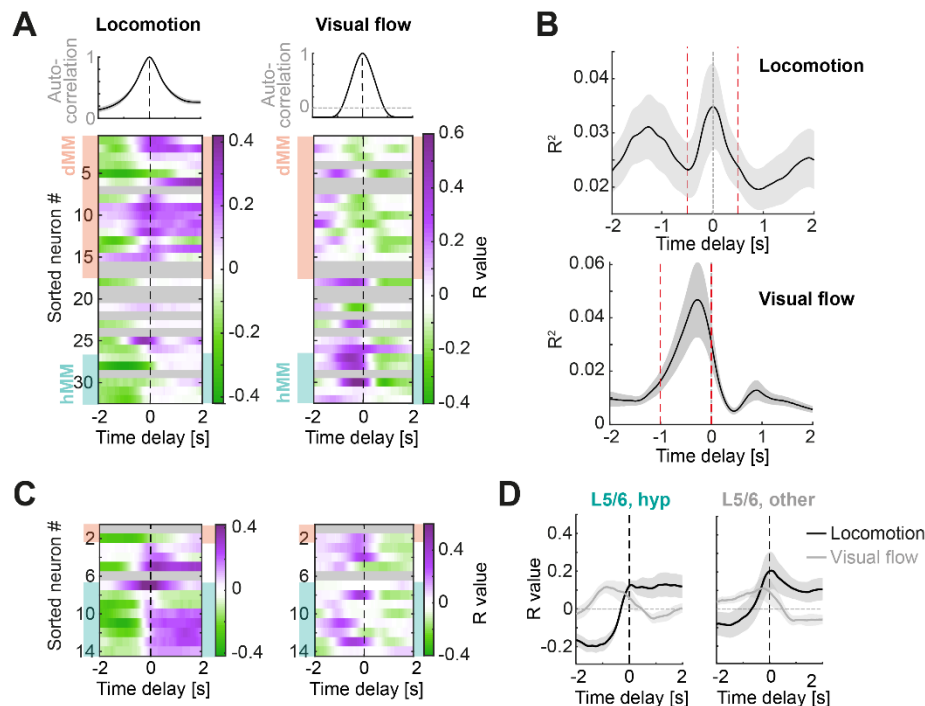 A
Locomotion
Visual flow
Auto-
correlation
1
0
Auto-
correlation
1
0
dMM
hMM
Sorted neuron #
5
10
15
20
25
30
-2
0
2
Time delay [s]
0.4
0.2
0
-0.2
-0.4
dMM
hMM
-2
0
2
Time delay [s]
0.6
0.4
0.2
0
-0.2
-0.4
R value
B
Locomotion
R²
0.04
0.03
0.02
-2
-1
0
1
2
Time delay [s]
Visual flow
R²
0.06
0.04
0.02
0
-2
-1
0
1
2
Time delay [s]
C
Sorted neuron #
2
6
10
14
-2
0
2
Time delay [s]
0.4
0
-0.4
-2
0
2
Time delay [s]
0.4
0
-0.4
D
L5/6, hyp
L5/6, other
R value
0.2
0
-0.2
-2
0
2
Time delay [s]
-2
0
2
Time delay [s]
Locomotion
Visual flow